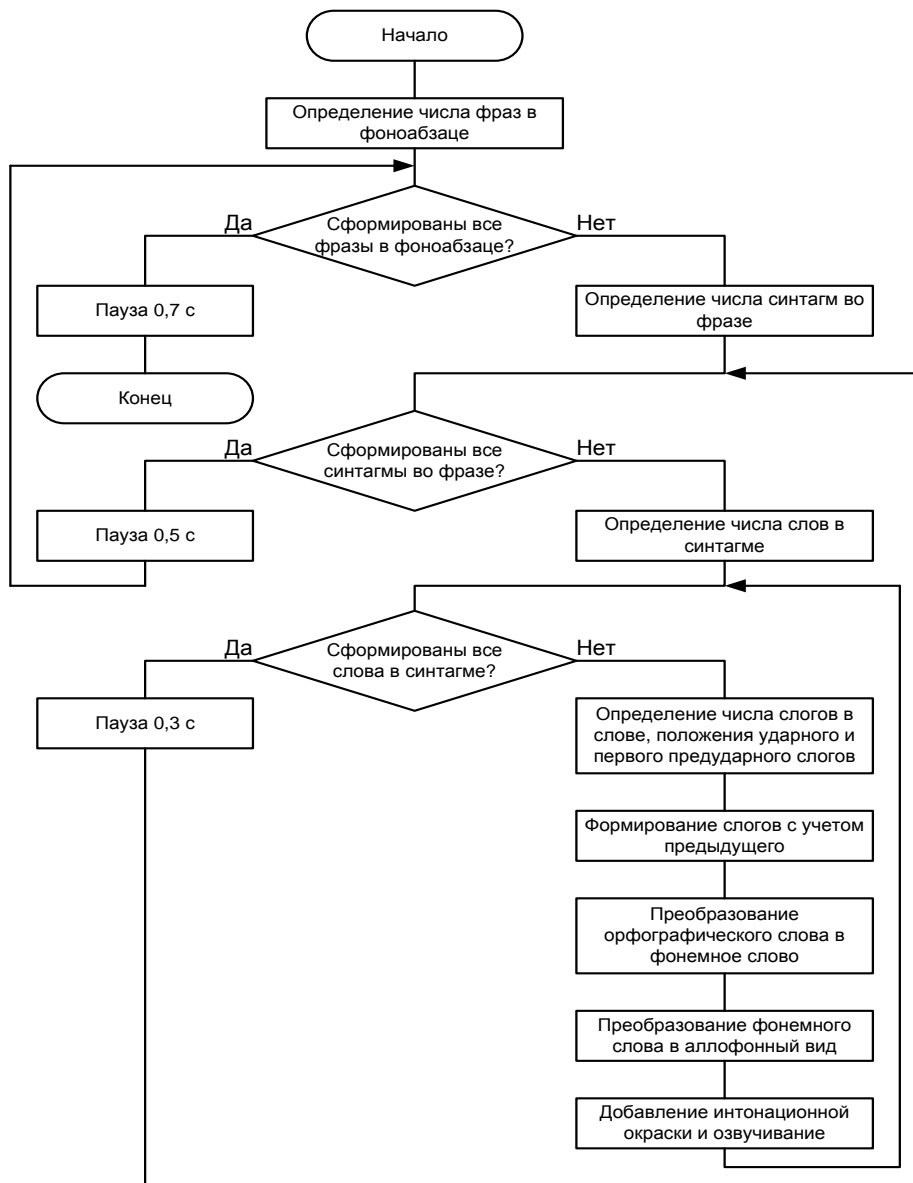 Начало
Определение числа фраз в
фоноабзаце
Да
Сформированы все
фразы в фоноабзаце?
Нет
Пауза 0,7 с
Определение числа синтагм во
фразе
Конец
Да
Сформированы все
синтагмы во фразе?
Нет
Пауза 0,5 с
Определение числа слов в
синтагме
Да
Сформированы все
слова в синтагме?
Нет
Пауза 0,3 с
Определение числа слогов в
слове, положения ударного и
первого предударного слогов
Формирование слогов с учетом
предыдущего
Преобразование
орфографического слова в
фонемное слово
Преобразование фонемного
слова в аллофонный вид
Добавление интонационной
окраски и озвучивание